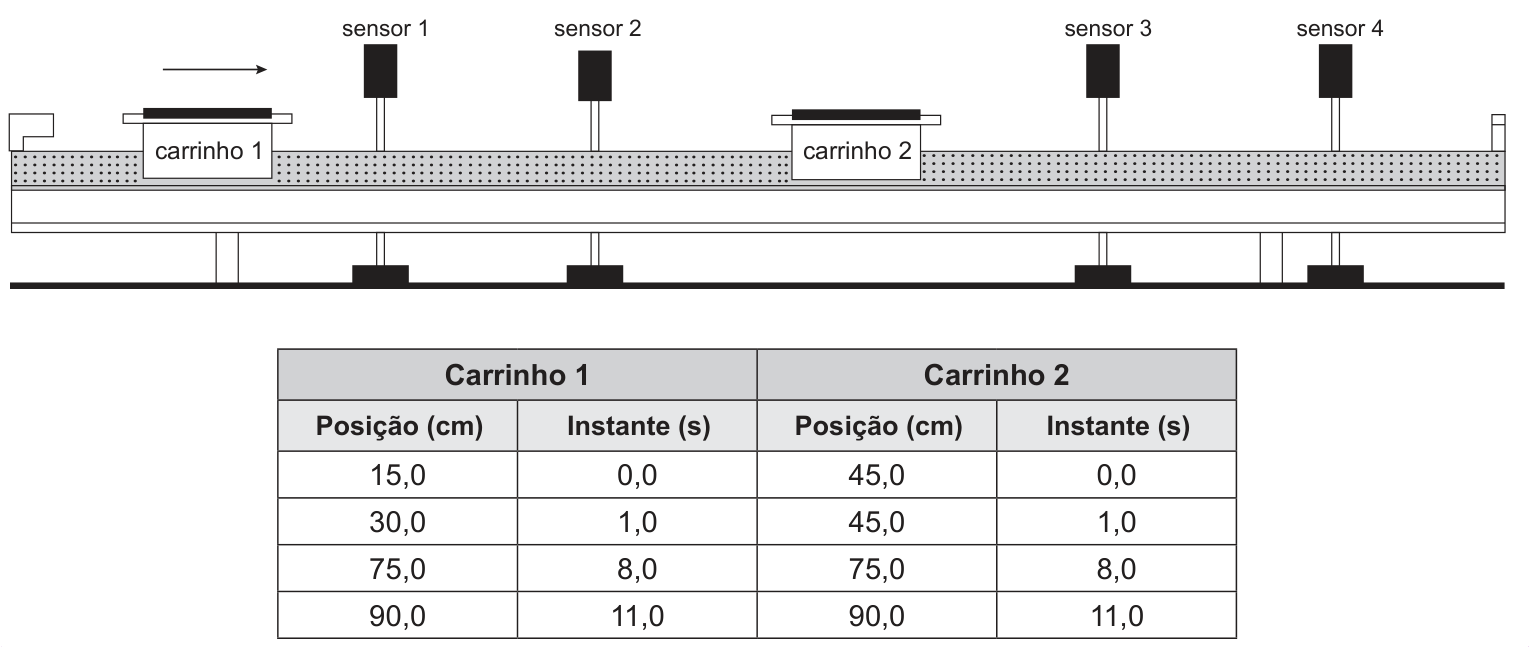 sensor 1
sensor 2
sensor 3
sensor 4
carrinho 1
carrinho 2
Carrinho 1 Carrinho 2
Posição (cm) Instante (s) Posição (cm) Instante (s)
15,0 0,0 45,0 0,0
30,0 1,0 45,0 1,0
75,0 8,0 75,0 8,0
90,0 11,0 90,0 11,0